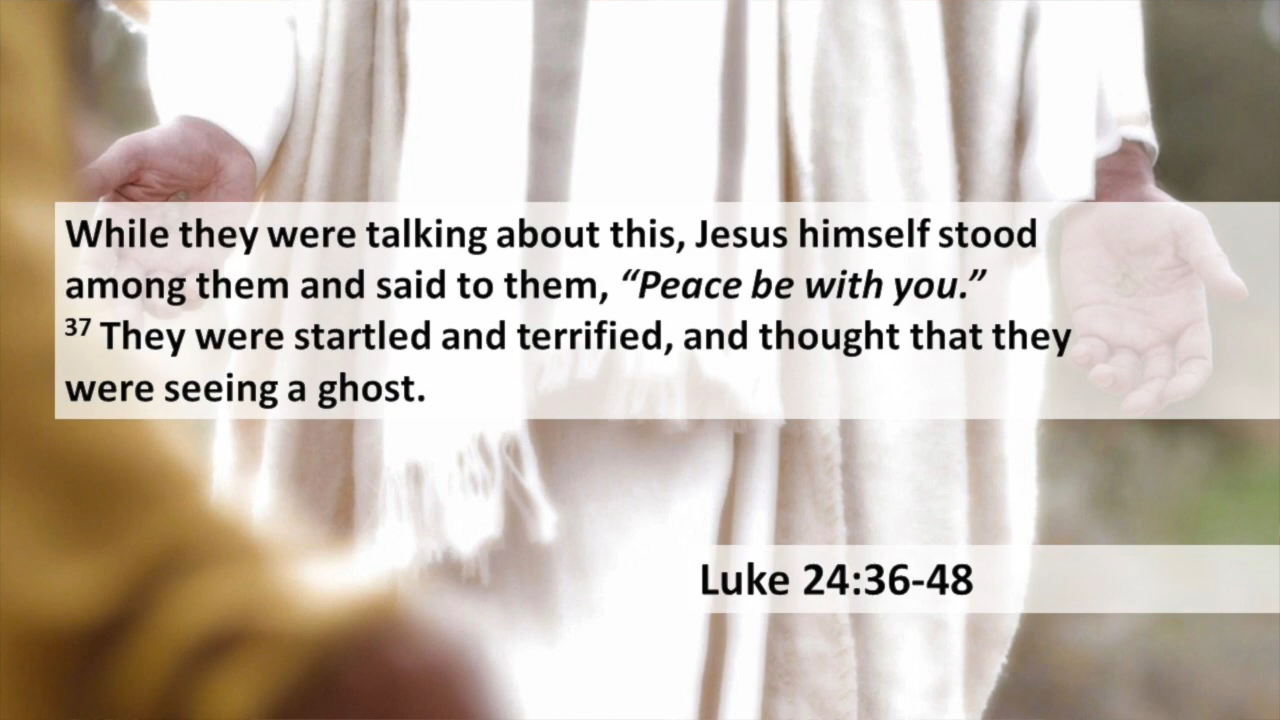 While they were talking about this, Jesus himself stood
among them and said to them, “Peace be with you.”
³⁷ They were startled and terrified, and thought that they
were seeing a ghost.
Luke 24:36-48